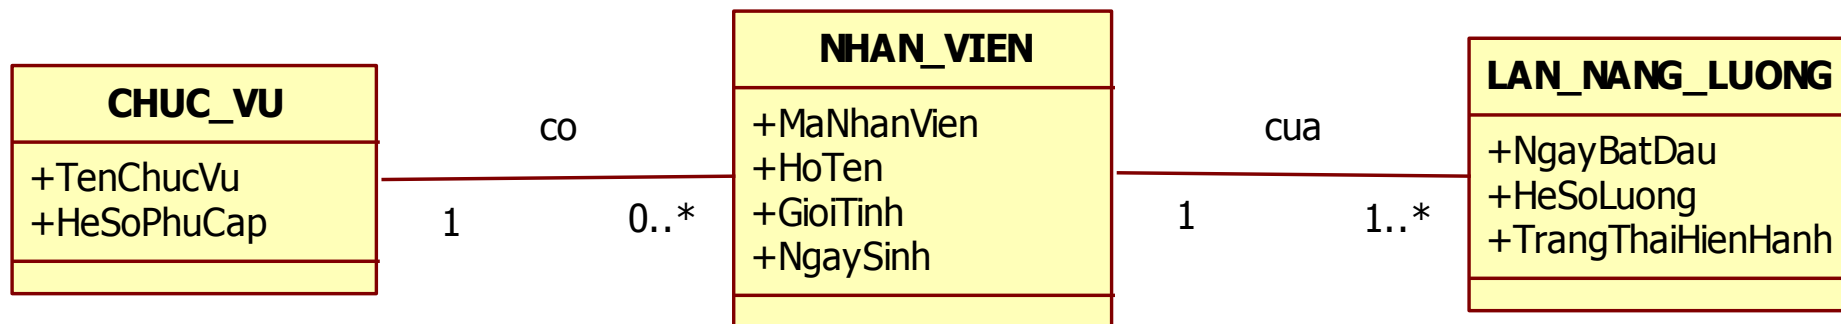 CHUC_VU
+TenChucVu
+HeSoPhuCap
co
1
0..*
NHAN_VIEN
+MaNhanVien
+HoTen
+GioiTinh
+NgaySinh
cua
1
1..*
LAN_NANG_LUONG
+NgayBatDau
+HeSoLuong
+TrangThaiHienHanh